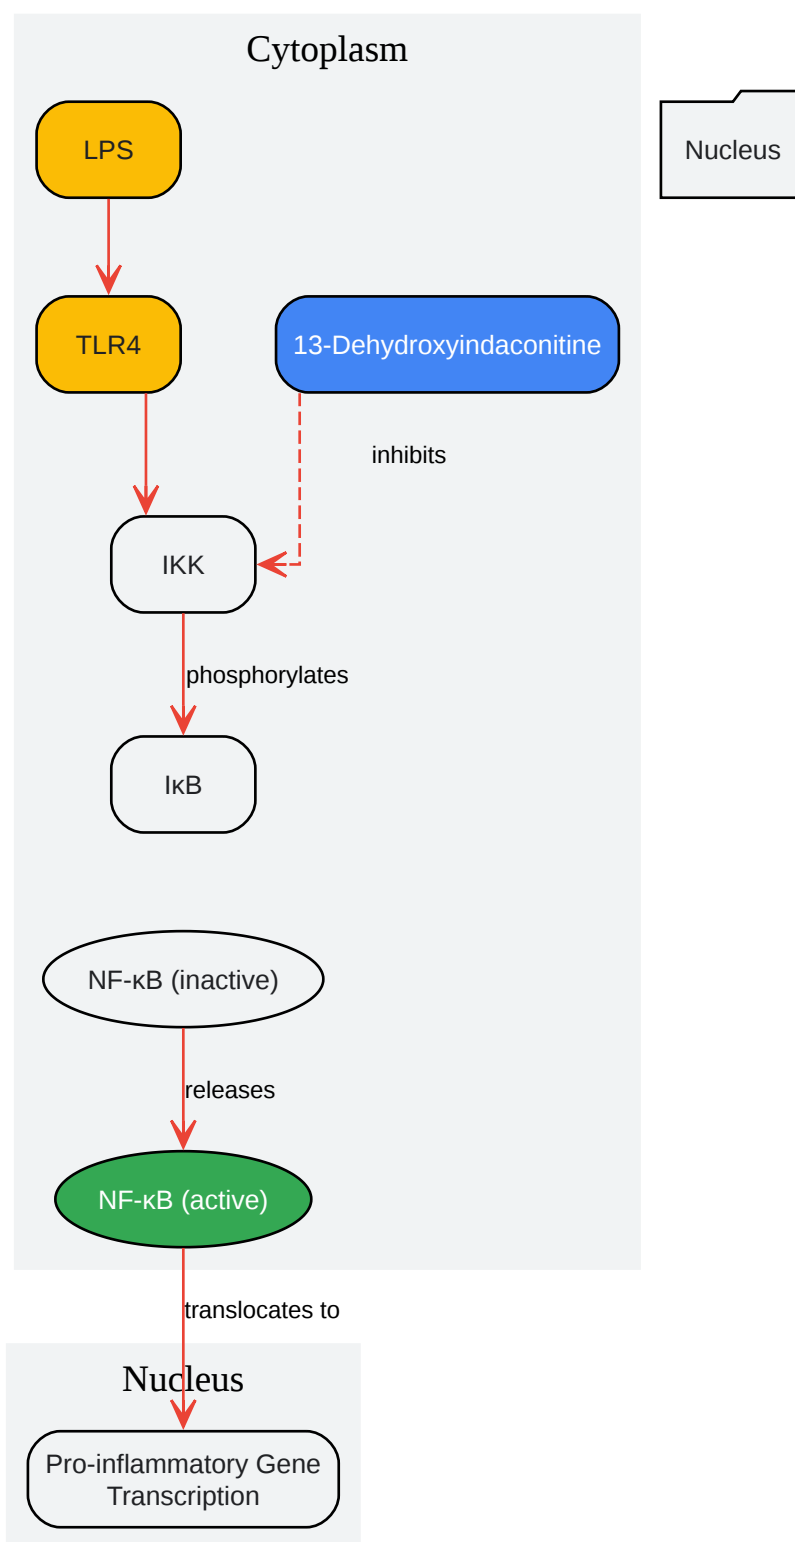 Cytoplasm
LPS
Nucleus
TLR4
13-Dehydroxyindaconitine
inhibits
IKK
phosphorylates
IκB
NF-κB (inactive)
releases
NF-κB (active)
translocates to
Nucleus
Pro-inflammatory Gene
Transcription